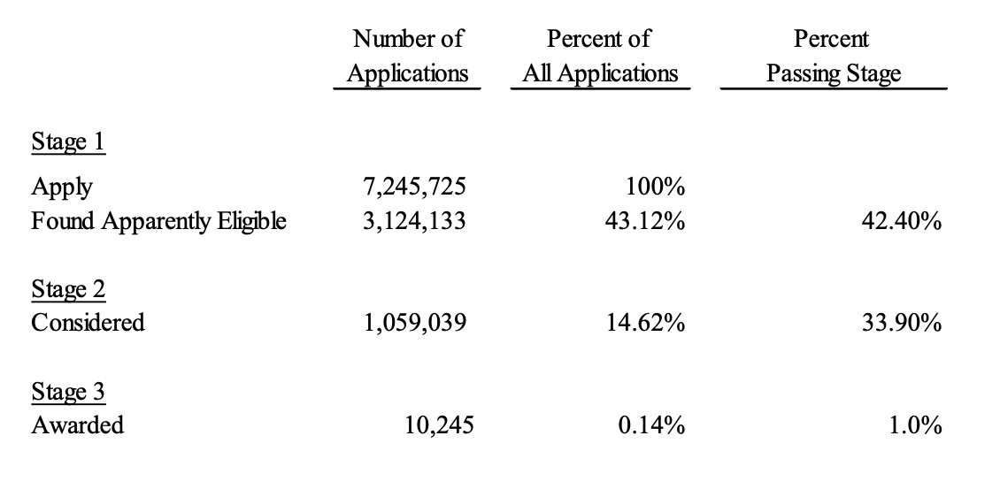 Number of Percent of Percent
Applications All Applications Passing Stage
Stage 1
Apply 7,245,725 100%
Found Apparently Eligible 3,124,133 43.12% 42.40%
Stage 2
Considered 1,059,039 14.62% 33.90%
Stage 3
Awarded 10,245 0.14% 1.0%